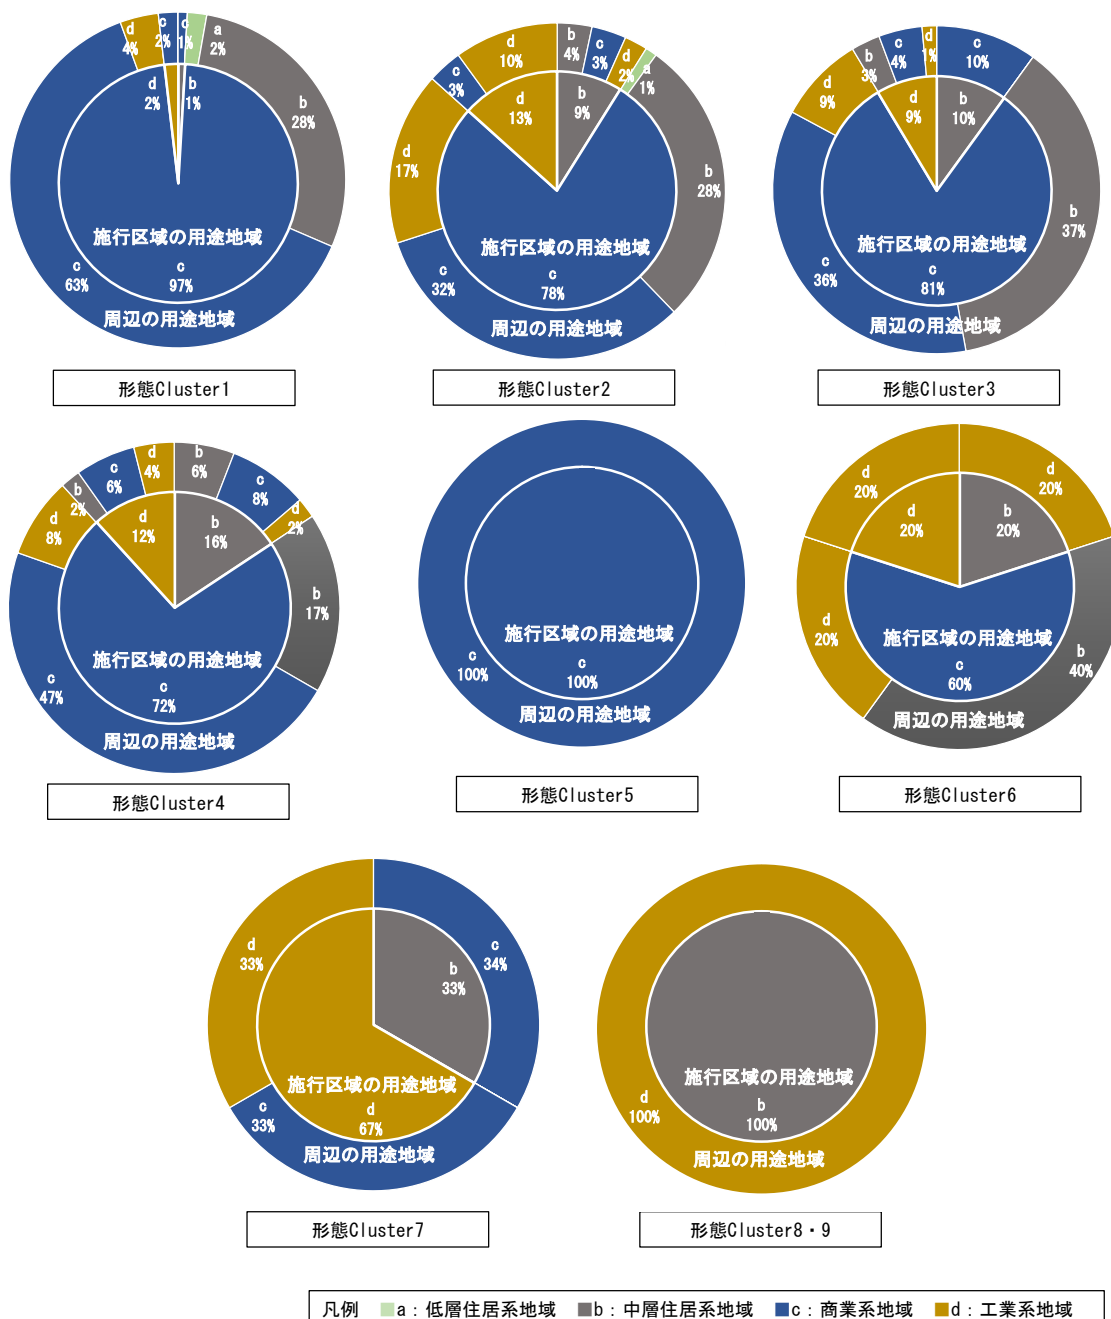 c
2%
c
1%
a
2%
d
4%
b
28%
d
2%
b
1%
施行区域の用途地域
c
63%
c
97%
周辺の用途地域
形態Cluster1
b
4%
c
3%
d
2%
a
1%
d
10%
c
3%
d
13%
b
9%
d
17%
b
28%
施行区域の用途地域
c
32%
c
78%
周辺の用途地域
形態Cluster2
c
4%
d
1%
c
10%
b
3%
d
9%
d
9%
b
10%
b
37%
施行区域の用途地域
c
36%
c
81%
周辺の用途地域
形態Cluster3
d
4%
b
6%
c
6%
c
8%
b
2%
d
2%
d
8%
d
12%
b
16%
b
17%
施行区域の用途地域
c
47%
c
72%
周辺の用途地域
形態Cluster4
施行区域の用途地域
c
100%
c
100%
周辺の用途地域
形態Cluster5
d
20%
d
20%
d
20%
b
20%
d
20%
施行区域の用途地域
b
40%
c
60%
周辺の用途地域
形態Cluster6
d
33%
c
34%
b
33%
施行区域の用途地域
c
33%
d
67%
周辺の用途地域
形態Cluster7
施行区域の用途地域
d
100%
b
100%
周辺の用途地域
形態Cluster8・9
凡例 a：低層住居系地域 b：中層住居系地域 c：商業系地域 d：工業系地域